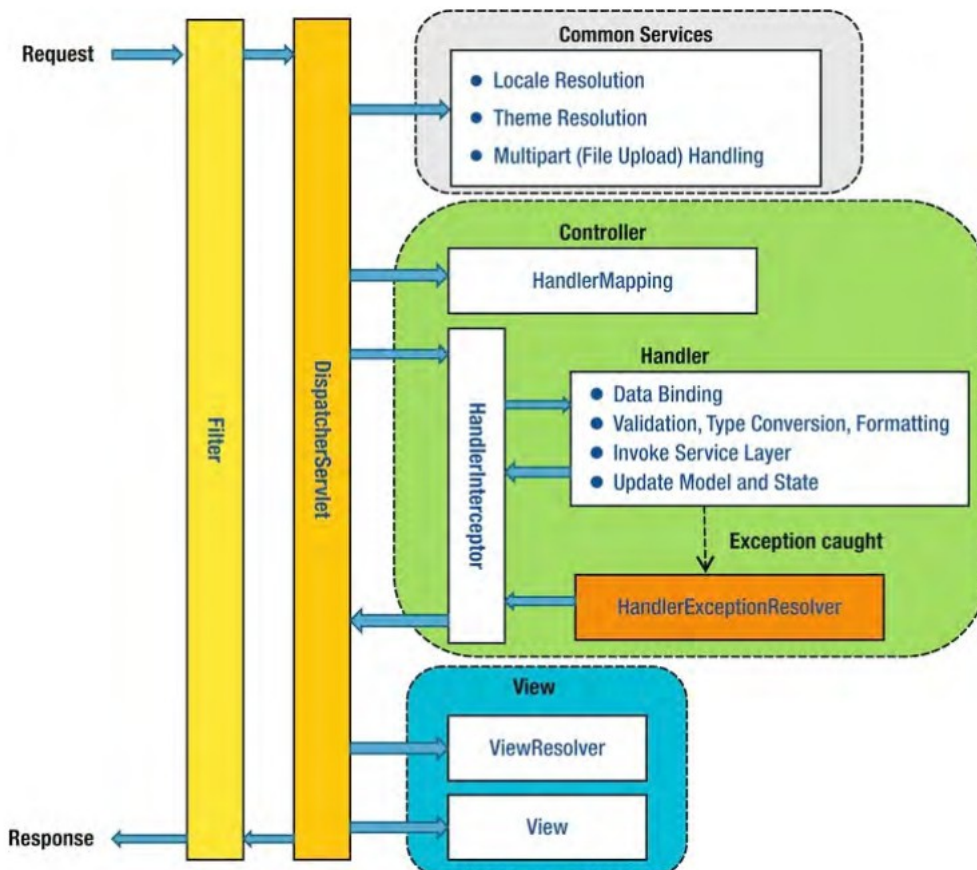 Request
Filter
DispatcherServlet
Common Services
● Locale Resolution
● Theme Resolution
● Multipart (File Upload) Handling
Controller
HandlerMapping
HandlerInterceptor
Handler
● Data Binding
● Validation, Type Conversion, Formatting
● Invoke Service Layer
● Update Model and State
Exception caught
HandlerExceptionResolver
View
ViewResolver
View
Response